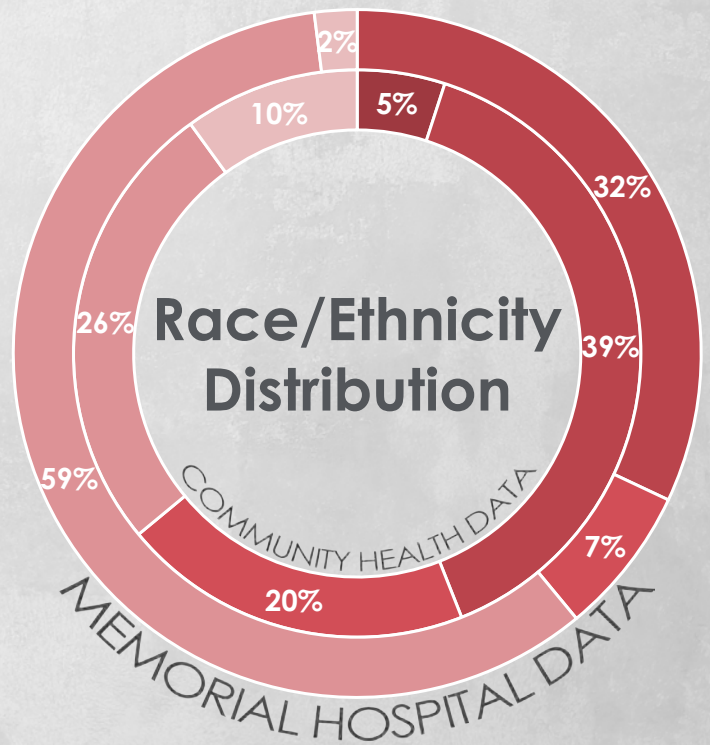 2%
10%
5%
32%
26%
Race/Ethnicity
Distribution
39%
59%
COMMUNITY HEALTH DATA
7%
20%
MEMORIAL HOSPITAL DATA